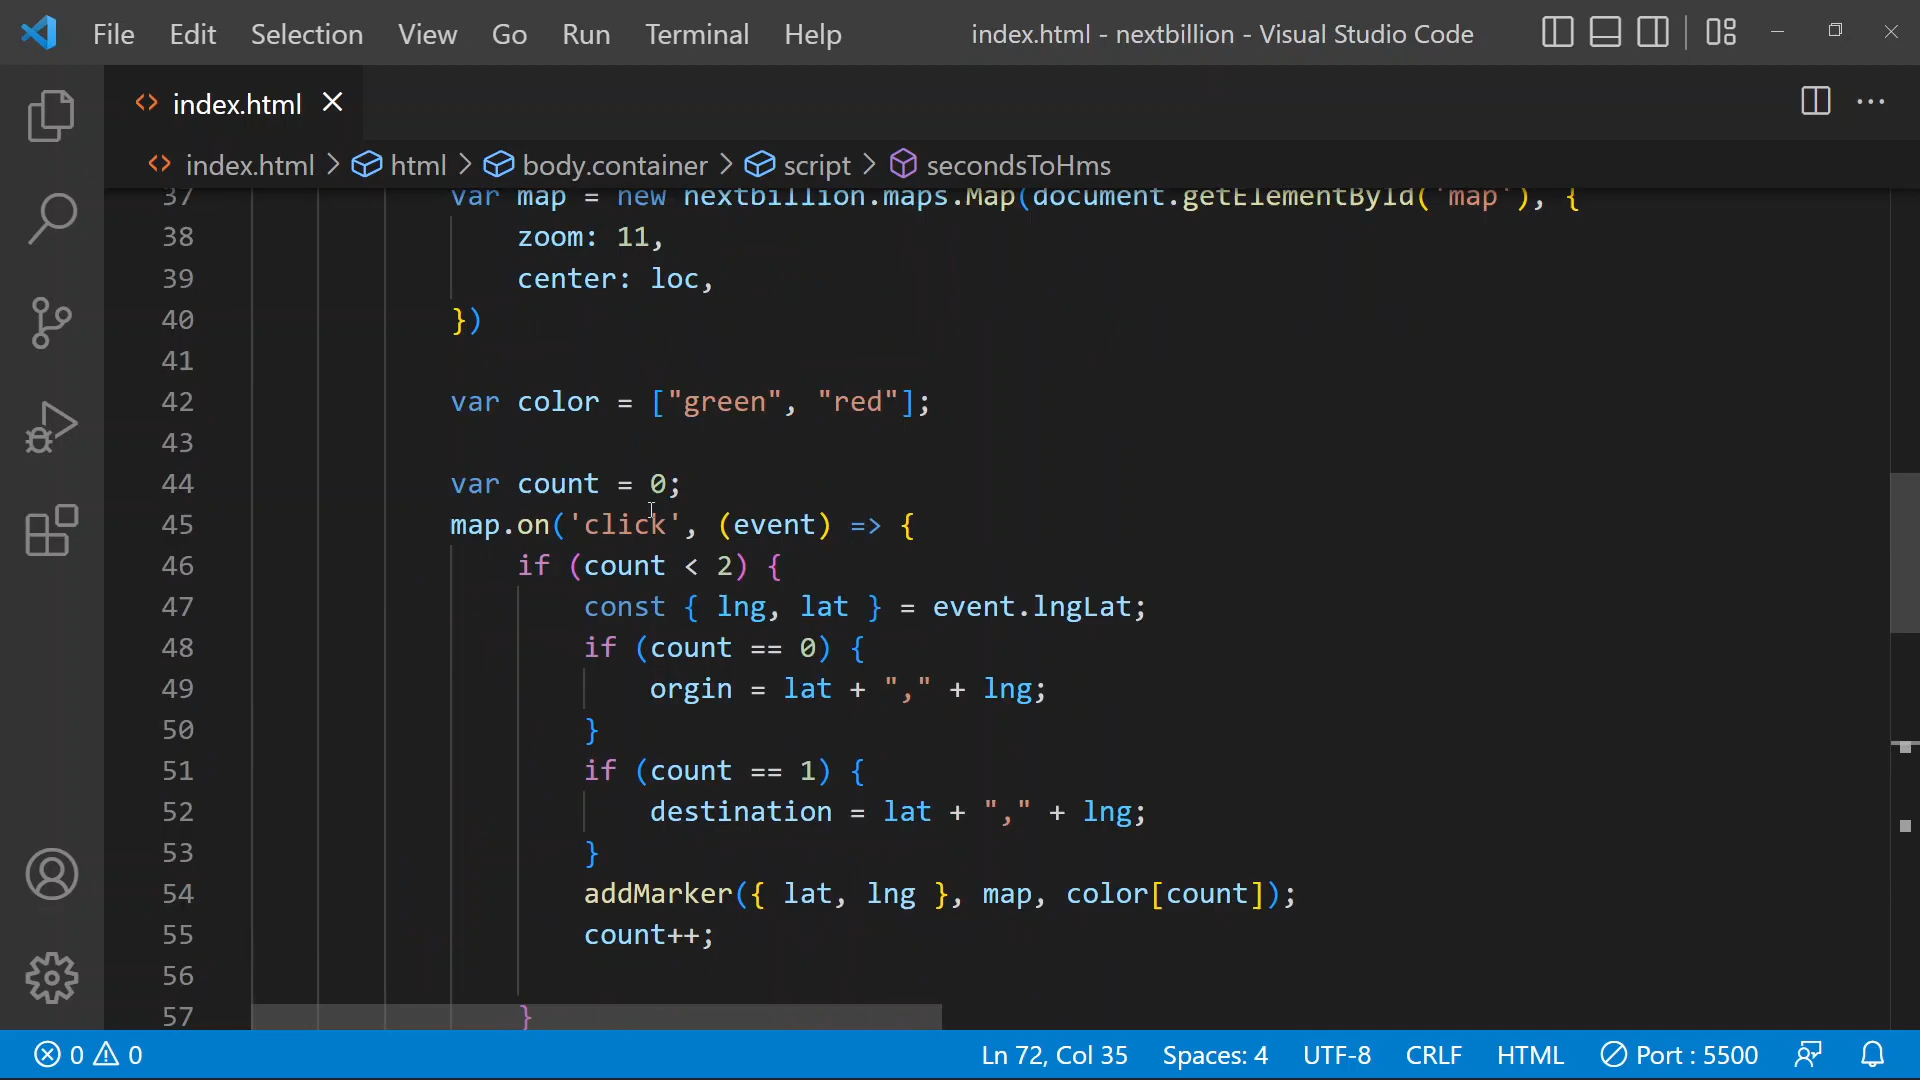 File Edit Selection View Go Run Terminal Help index.html - nextbillion - Visual Studio Code
index.html
index.html > html > body.container > script > secondsToHms
37 var map = new nextbillion.maps.Map(document.getElementById('map'), {
38 zoom: 11,
39 center: loc,
40 })
41
42 var color = ["green", "red"];
43
44 var count = 0;
45 map.on('click', (event) => {
46 if (count < 2) {
47 const { lng, lat } = event.lngLat;
48 if (count == 0) {
49 orgin = lat + "," + lng;
50 }
51 if (count == 1) {
52 destination = lat + "," + lng;
53 }
54 addMarker({ lat, lng }, map, color[count]);
55 count++;
56
57 }
0 0 Ln 72, Col 35 Spaces: 4 UTF-8 CRLF HTML Port : 5500